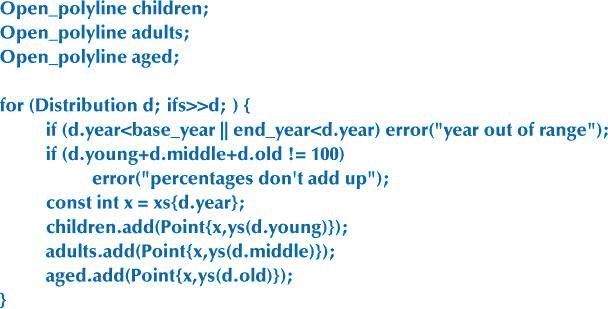 Open_polyline children;
Open_polyline adults;
Open_polyline aged;

for (Distribution d; ifs>>d; ) {
if (d.year<base_year || end_year<d.year) error("year out of range");
if (d.young+d.middle+d.old != 100)
error("percentages don't add up");
const int x = xs{d.year};
children.add(Point{x,ys(d.young)});
adults.add(Point{x,ys(d.middle)});
aged.add(Point{x,ys(d.old)});
}